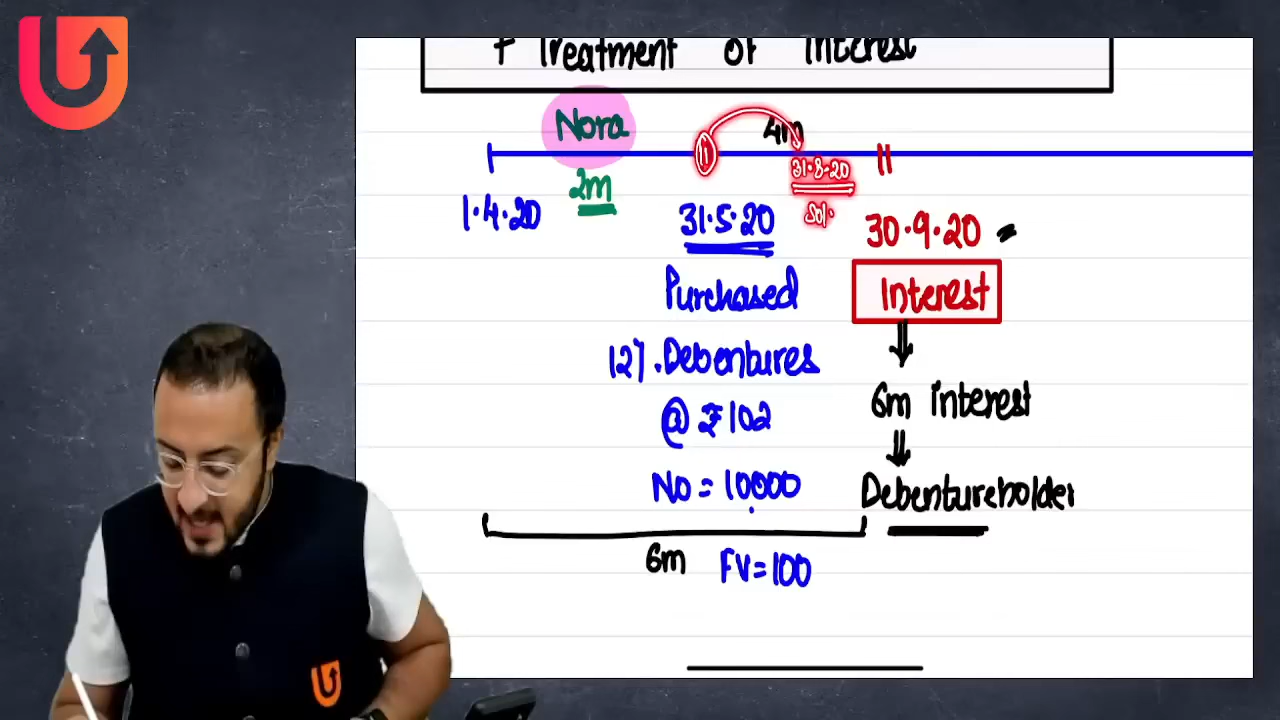 + Treatment of Interest
Nora
4m
2m
31.8.20
1.4.20
31.5.20
30.9.20
Purchased
Interest
12% Debentures
@ ₹102
6m interest
No = 10000
Debentureholder
6m
FV=100